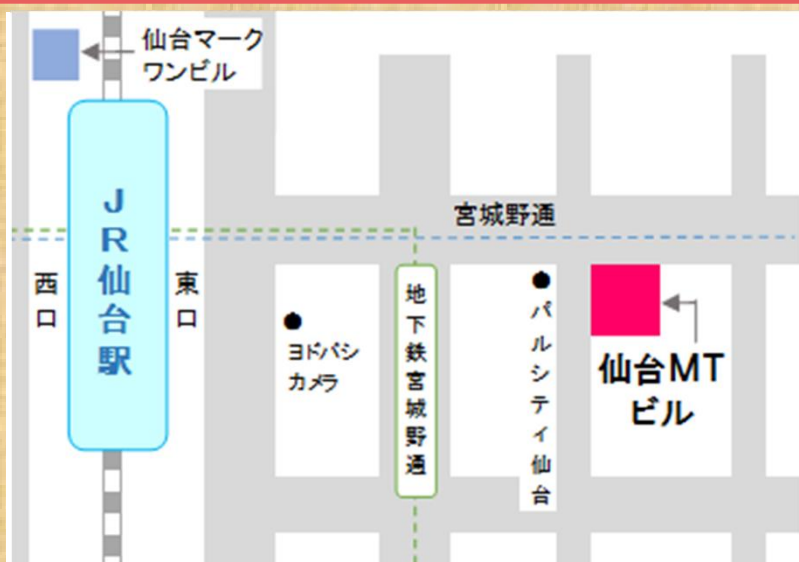 仙台マーク
ワンビル
JR仙台駅
西口
東口
宮城野通
ヨドバシ
カメラ
地下鉄宮城野通
パルシティ仙台
仙台MT
ビル